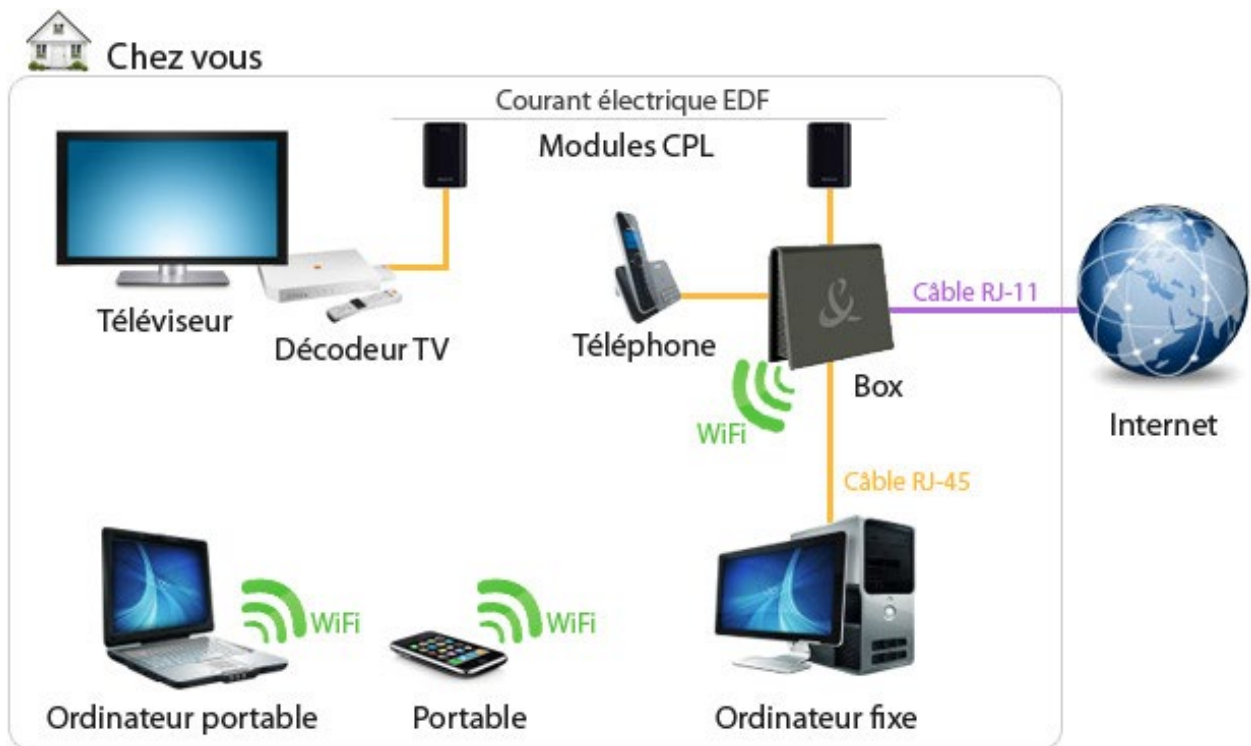 Chez vous
Courant électrique EDF
Modules CPL
Téléviseur
Décodeur TV
Téléphone
&
Câble RJ-11
Box
WiFi
Internet
Câble RJ-45
WiFi
WiFi
Ordinateur portable
Portable
Ordinateur fixe